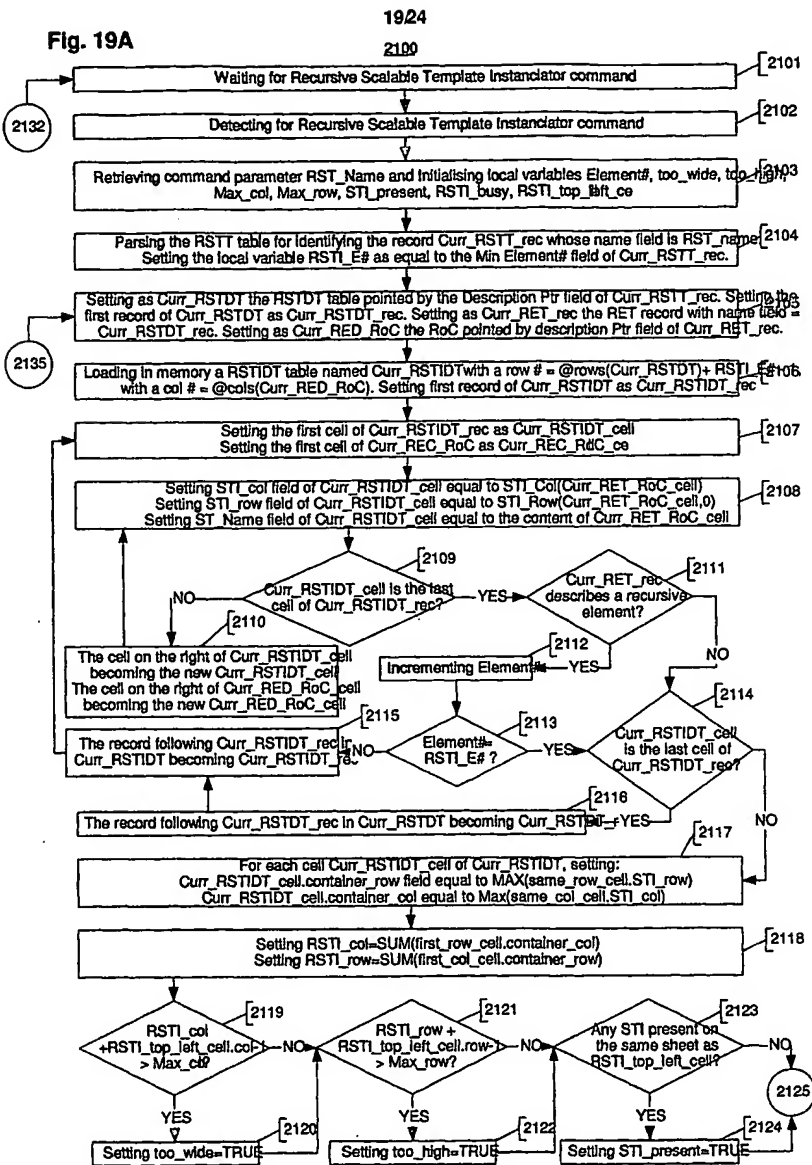 19/24
Fig. 19A
2100
2132
Waiting for Recursive Scalable Template Instanciator command
2101
Detecting for Recursive Scalable Template Instanciator command
2102
Retrieving command parameter RST_Name and initialising local variables Element#, too_wide, too_high,
Max_col, Max_row, STI_present, RSTI_busy, RSTI_top_left_ce
2103
Parsing the RSTT table for identifying the record Curr_RSTT_rec whose name field is RST_name
Setting the local variable RSTI_E# as equal to the Min Element# field of Curr_RSTT_rec.
2104
2135
Setting as Curr_RSTDT the RSTDT table pointed by the Description Ptr field of Curr_RSTT_rec. Setting the
first record of Curr_RSTDT as Curr_RSTDT_rec. Setting as Curr_RET_rec the RET record with name field =
Curr_RSTDT_rec. Setting as Curr_RED_RoC the RoC pointed by description Ptr field of Curr_RET_rec.
2105
Loading in memory a RSTIDT table named Curr_RSTIDTwith a row # = @rows(Curr_RSTDT)+ RSTI_E#
with a col # = @cols(Curr_RED_RoC). Setting first record of Curr_RSTIDT as Curr_RSTIDT_rec
2106
Setting the first cell of Curr_RSTIDT_rec as Curr_RSTIDT_cell
Setting the first cell of Curr_REC_RoC as Curr_REC_RoC_ce
2107
Setting STI_col field of Curr_RSTIDT_cell equal to STI_Col(Curr_RET_RoC_cell)
Setting STI_row field of Curr_RSTIDT_cell equal to STI_Row(Curr_RET_RoC_cell,0)
Setting ST_Name field of Curr_RSTIDT_cell equal to the content of Curr_RET_RoC_cell
2108
2109
Curr_RSTIDT_cell is the last
cell of Curr_RSTIDT_rec?
NO
YES
2111
Curr_RET_rec
describes a recursive
element?
NO
YES
2110
The cell on the right of Curr_RSTIDT_cell
becoming the new Curr_RSTIDT_cell
The cell on the right of Curr_RED_RoC_cell
becoming the new Curr_RED_RoC_cell
2112
Incrementing Element#
2113
Element#=
RSTI_E# ?
NO
YES
2114
Curr_RSTIDT_cell
is the last cell of
Curr_RSTIDT_rec?
YES
NO
2115
The record following Curr_RSTIDT_rec in
Curr_RSTIDT becoming Curr_RSTIDT_rec
2116
The record following Curr_RSTDT_rec in Curr_RSTDT becoming Curr_RSTDT_r
2117
For each cell Curr_RSTIDT_cell of Curr_RSTIDT, setting:
Curr_RSTIDT_cell.container_row field equal to MAX(same_row_cell.STI_row)
Curr_RSTIDT_cell.container_col equal to Max(same_col_cell.STI_col)
2118
Setting RSTI_col=SUM(first_row_cell.container_col)
Setting RSTI_row=SUM(first_col_cell.container_row)
2119
RSTI_col
+RSTI_top_left_cell.col-1
> Max_col?
NO
YES
2121
RSTI_row +
RSTI_top_left_cell.row-1
> Max_row?
NO
YES
2123
Any STI present on
the same sheet as
RSTI_top_left_cell?
NO
YES
2125
2120
Setting too_wide=TRUE
2122
Setting too_high=TRUE
2124
Setting STI_present=TRUE